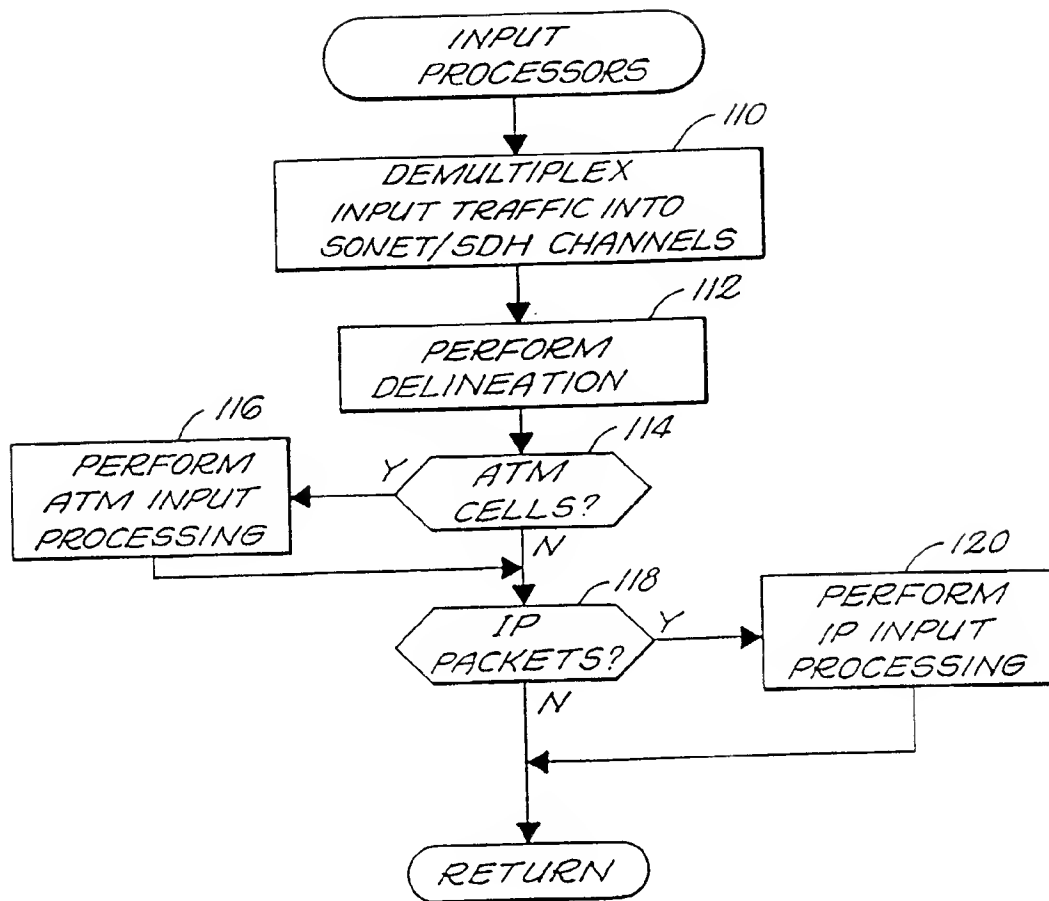 INPUT
PROCESSORS
110
DEMULTIPLEX
INPUT TRAFFIC INTO
SONET/SDH CHANNELS
112
PERFORM
DELINEATION
116
PERFORM
ATM INPUT
PROCESSING
114
Y
ATM
CELLS?
N
118
IP
PACKETS?
Y
N
120
PERFORM
IP INPUT
PROCESSING
RETURN